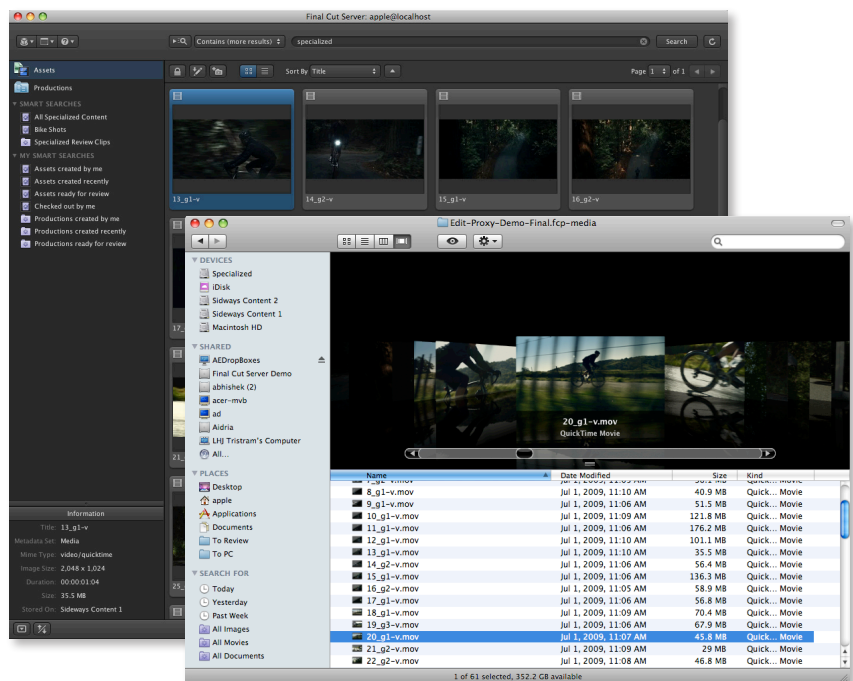 Final Cut Server: apple@localhost
Contains (more results)
specialized
Search
Assets
Sort By Title
Page 1 of 1
Productions
SMART SEARCHES
All Specialized Content
Bike Shots
Specialized Review Clips
MY SMART SEARCHES
Assets created by me
Assets created recently
Assets ready for review
Checked out by me
Productions created by me
Productions created recently
Productions ready for review
13_g1-v
14_g2-v
15_g1-v
16_g2-v
17_
21_
25_
Information
Title: 13_g1-v
Metadata Set: Media
Mime Type: video/quicktime
Image Size: 2,048 x 1,024
Duration: 00:00:01:04
Size: 35.5 MB
Stored On: Sideways Content 1
Edit-Proxy-Demo-Final.fcp-media
DEVICES
Specialized
iDisk
Sidways Content 2
Sideways Content 1
Macintosh HD
SHARED
AEDropBoxes
Final Cut Server Demo
abhishek (2)
acer-mvb
ad
Aidria
LHJ Tristram's Computer
All...
PLACES
Desktop
apple
Applications
Documents
To Review
To PC
SEARCH FOR
Today
Yesterday
Past Week
All Images
All Movies
All Documents
20_g1-v.mov
QuickTime Movie
Name Date Modified Size Kind
8_g1-v.mov Jul 1, 2009, 11:10 AM 40.9 MB Quick... Movie
9_g1-v.mov Jul 1, 2009, 11:06 AM 51.5 MB Quick... Movie
10_g1-v.mov Jul 1, 2009, 11:09 AM 121.8 MB Quick... Movie
11_g1-v.mov Jul 1, 2009, 11:06 AM 176.2 MB Quick... Movie
12_g1-v.mov Jul 1, 2009, 11:10 AM 101.1 MB Quick... Movie
13_g1-v.mov Jul 1, 2009, 11:10 AM 35.5 MB Quick... Movie
14_g2-v.mov Jul 1, 2009, 11:06 AM 56.4 MB Quick... Movie
15_g1-v.mov Jul 1, 2009, 11:06 AM 136.3 MB Quick... Movie
16_g2-v.mov Jul 1, 2009, 11:05 AM 58.9 MB Quick... Movie
17_g1-v.mov Jul 1, 2009, 11:06 AM 56.8 MB Quick... Movie
18_g1-v.mov Jul 1, 2009, 11:09 AM 70.4 MB Quick... Movie
19_g3-v.mov Jul 1, 2009, 11:06 AM 67.9 MB Quick... Movie
20_g1-v.mov Jul 1, 2009, 11:07 AM 45.8 MB Quick... Movie
21_g2-v.mov Jul 1, 2009, 11:09 AM 29 MB Quick... Movie
22_g2-v.mov Jul 1, 2009, 11:08 AM 46.8 MB Quick... Movie
1 of 61 selected, 352.2 GB available